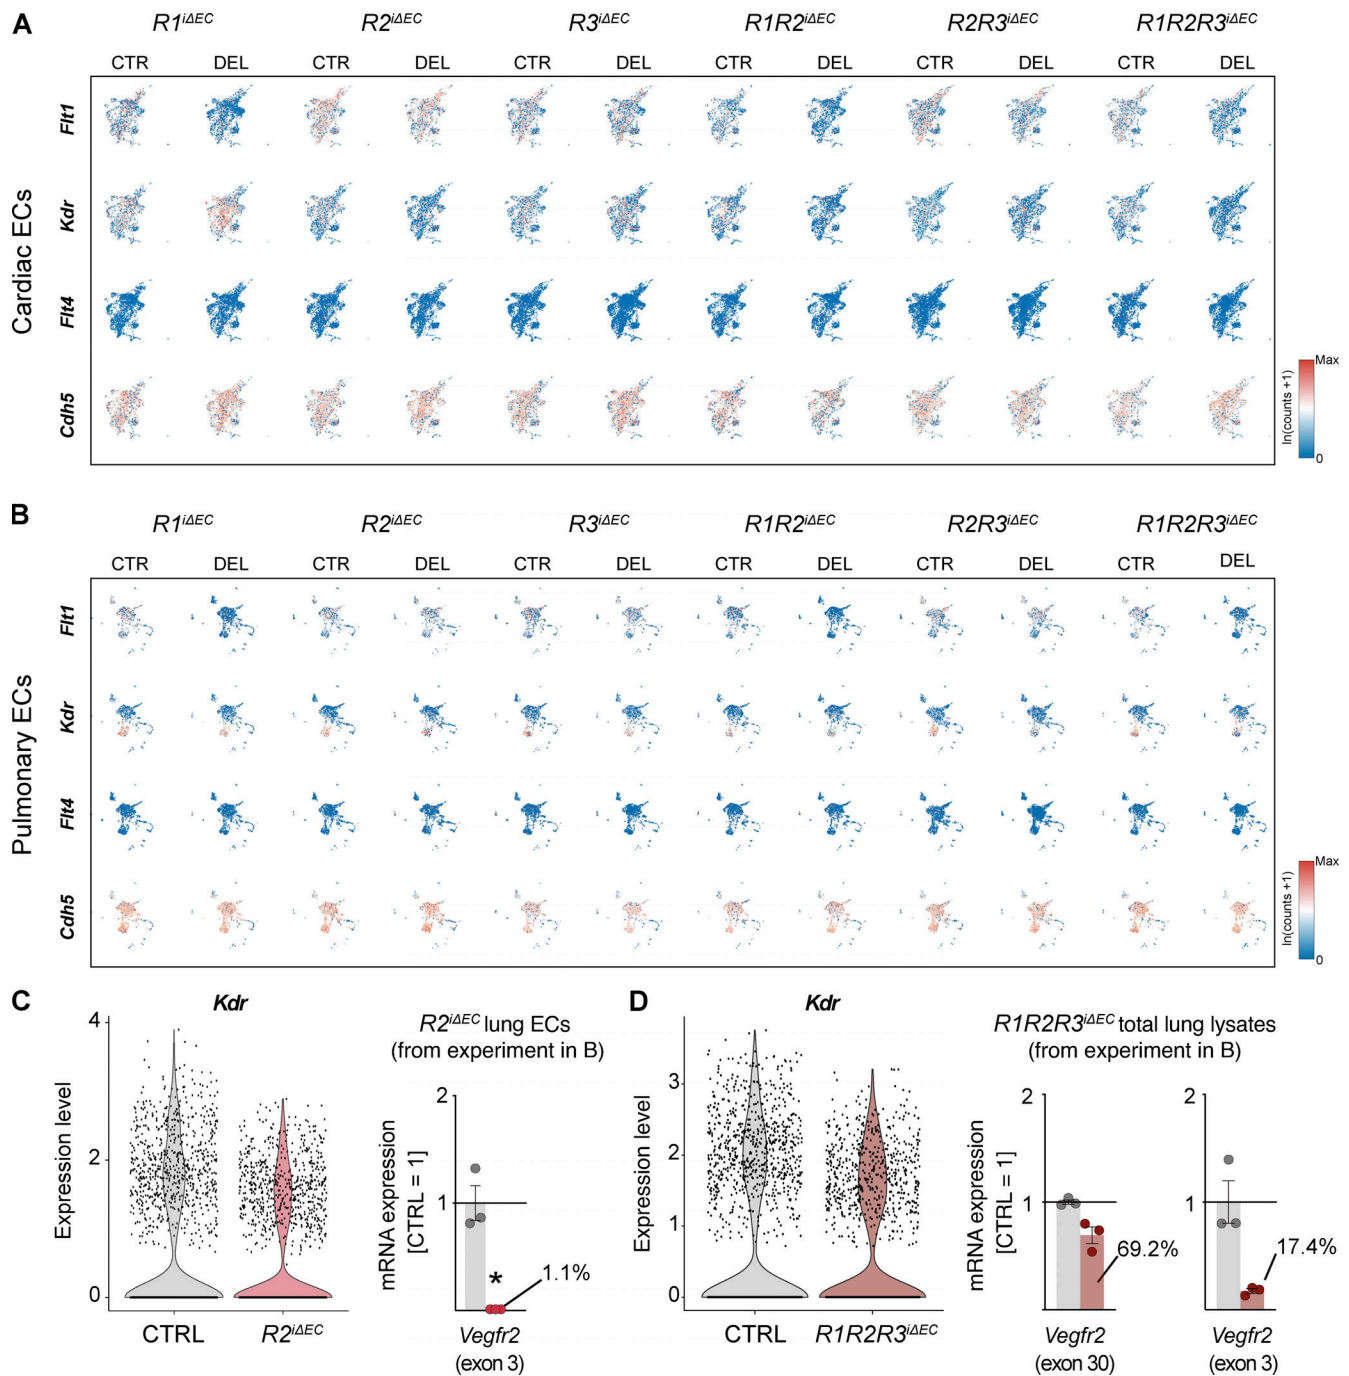 A
R1iΔEC R2iΔEC R3iΔEC R1R2iΔEC R2R3iΔEC R1R2R3iΔEC
CTR DEL CTR DEL CTR DEL CTR DEL CTR DEL CTR DEL
Cardiac ECs
Flt1
Kdr
Flt4
Cdh5
Max
ln(counts +1)
0
B
R1iΔEC R2iΔEC R3iΔEC R1R2iΔEC R2R3iΔEC R1R2R3iΔEC
CTR DEL CTR DEL CTR DEL CTR DEL CTR DEL CTR DEL
Pulmonary ECs
Flt1
Kdr
Flt4
Cdh5
Max
ln(counts +1)
0
C
Kdr
Expression level
4
2
0
CTRL R2iΔEC
R2iΔEC lung ECs
(from experiment in B)
mRNA expression
[CTRL = 1]
2
1
*
1.1%
Vegfr2
(exon 3)
D
Kdr
Expression level
3
2
1
0
CTRL R1R2R3iΔEC
R1R2R3iΔEC total lung lysates
(from experiment in B)
mRNA expression
[CTRL = 1]
2
1
69.2%
Vegfr2
(exon 30)
2
1
17.4%
Vegfr2
(exon 3)